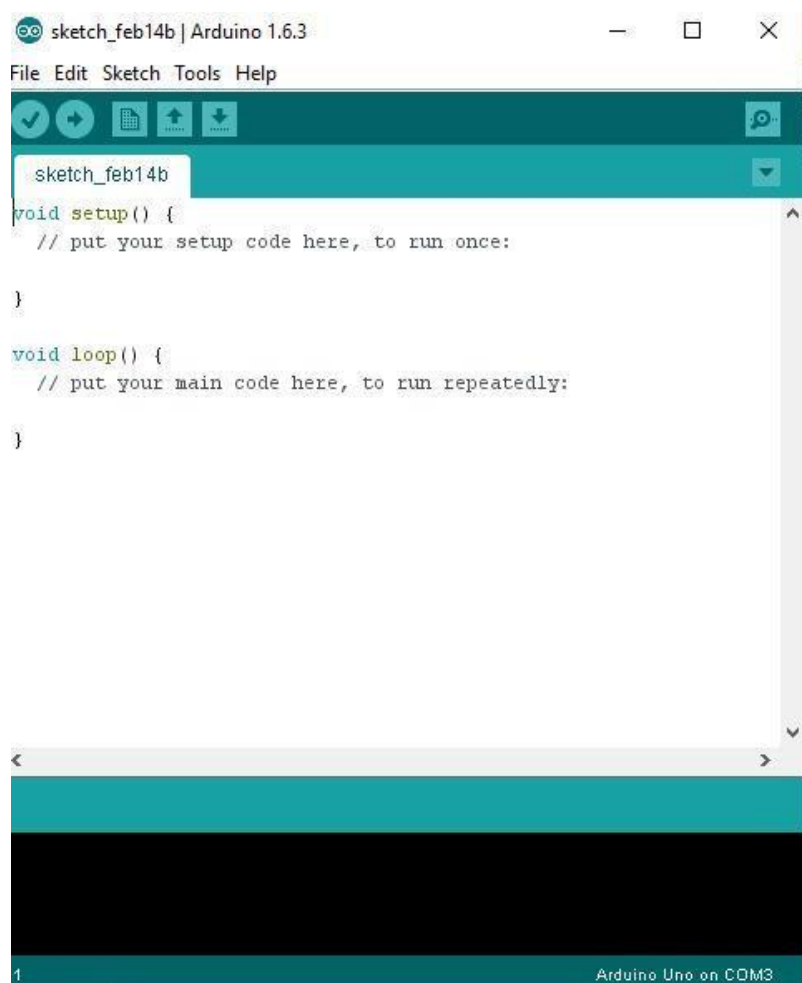 sketch_feb14b | Arduino 1.6.3
File Edit Sketch Tools Help
sketch_feb14b
void setup() {
  // put your setup code here, to run once:

}

void loop() {
  // put your main code here, to run repeatedly:

}
1 Arduino Uno on COM3